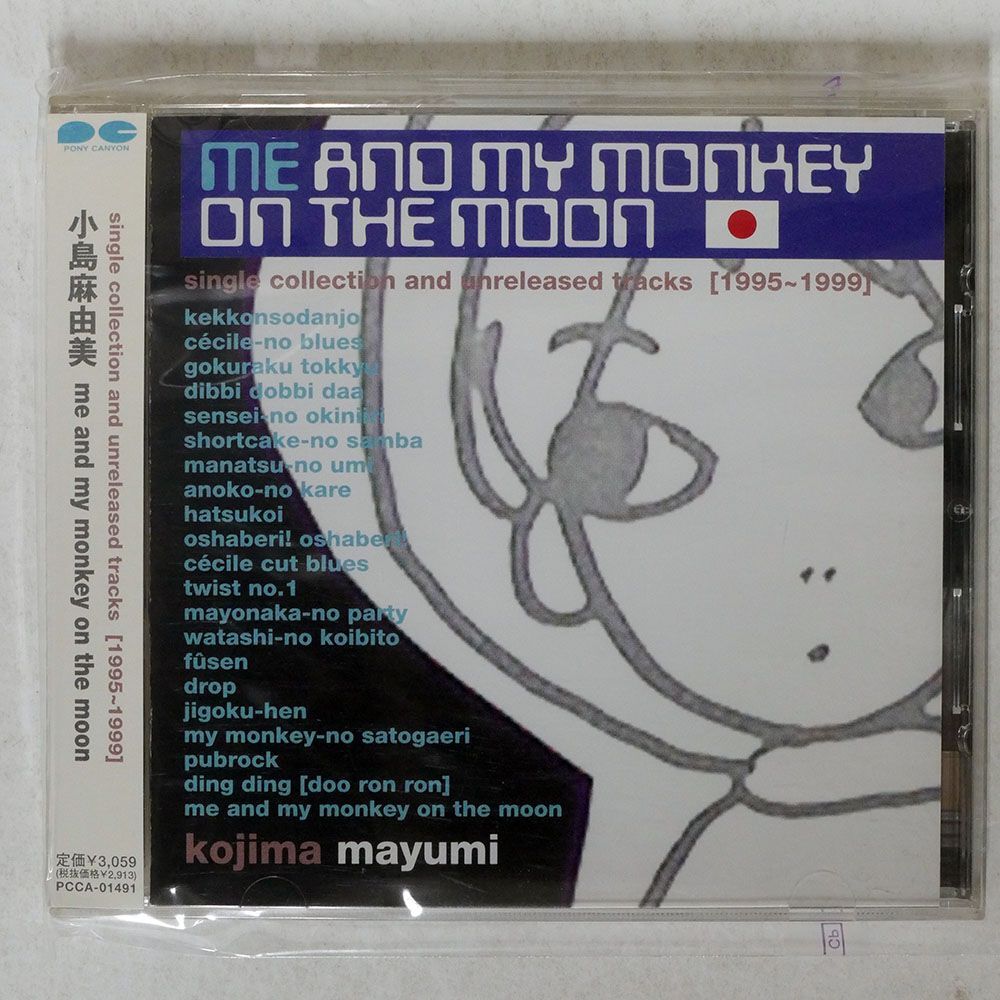 PONY CANYON
single collection and unreleased tracks [1995~1999]
小島麻由美 me and my monkey on the moon
定価¥3,059
(税抜価格¥2,913)
PCCA-01491
ME AND MY MONKEY
ON THE MOON
single collection and unreleased tracks [1995~1999]
kekkonsodanjo
cécile-no blues
gokuraku tokkyu
dibbi dobbi daa
sensei-no okiniiri
shortcake-no samba
manatsu-no umi
anoko-no kare
hatsukoi
oshaberi! oshaberi!
cécile cut blues
twist no.1
mayonaka-no party
watashi-no koibito
fûsen
drop
jigoku-hen
my monkey-no satogaeri
pubrock
ding ding [doo ron ron]
me and my monkey on the moon
kojima mayumi